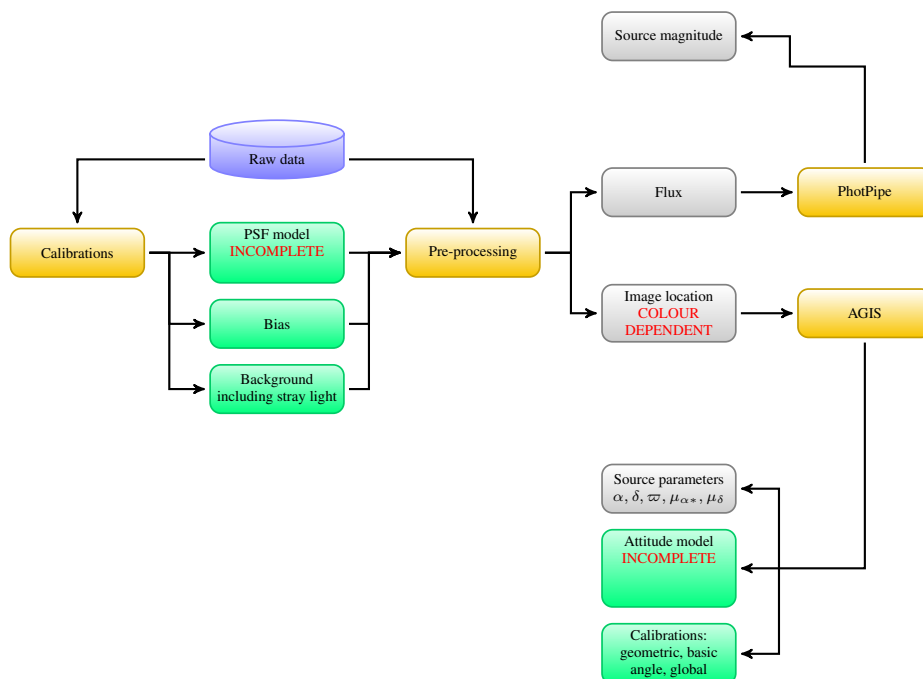 Source magnitude
Raw data
Flux
PhotPipe
Calibrations
PSF model
INCOMPLETE
Pre-processing
Bias
Image location
COLOUR
DEPENDENT
AGIS
Background
including stray light
Source parameters
α, δ, ϖ, μα∗, μδ
Attitude model
INCOMPLETE
Calibrations:
geometric, basic
angle, global